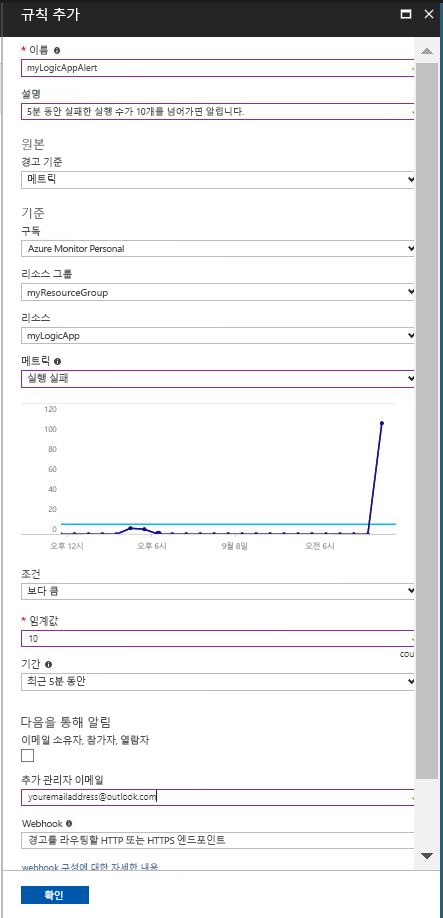 규칙 추가
* 이름
myLogicAppAlert
설명
5분 동안 실패한 실행 수가 10개를 넘어가면 알립니다.
원본
경고 기준
메트릭
기준
구독
Azure Monitor Personal
리소스 그룹
myResourceGroup
리소스
myLogicApp
메트릭
실행 실패
120
100
80
60
40
20
0
오후 12시 오후 6시 9월 8일 오전 6시
조건
보다 큼
* 임계값
10
cou
기간
최근 5분 동안
다음을 통해 알림
이메일 소유자, 참가자, 열람자
추가 관리자 이메일
youremailaddress@outlook.com
Webhook
경고를 라우팅할 HTTP 또는 HTTPS 엔드포인트
webhook 구성에 대한 자세한 내용
확인